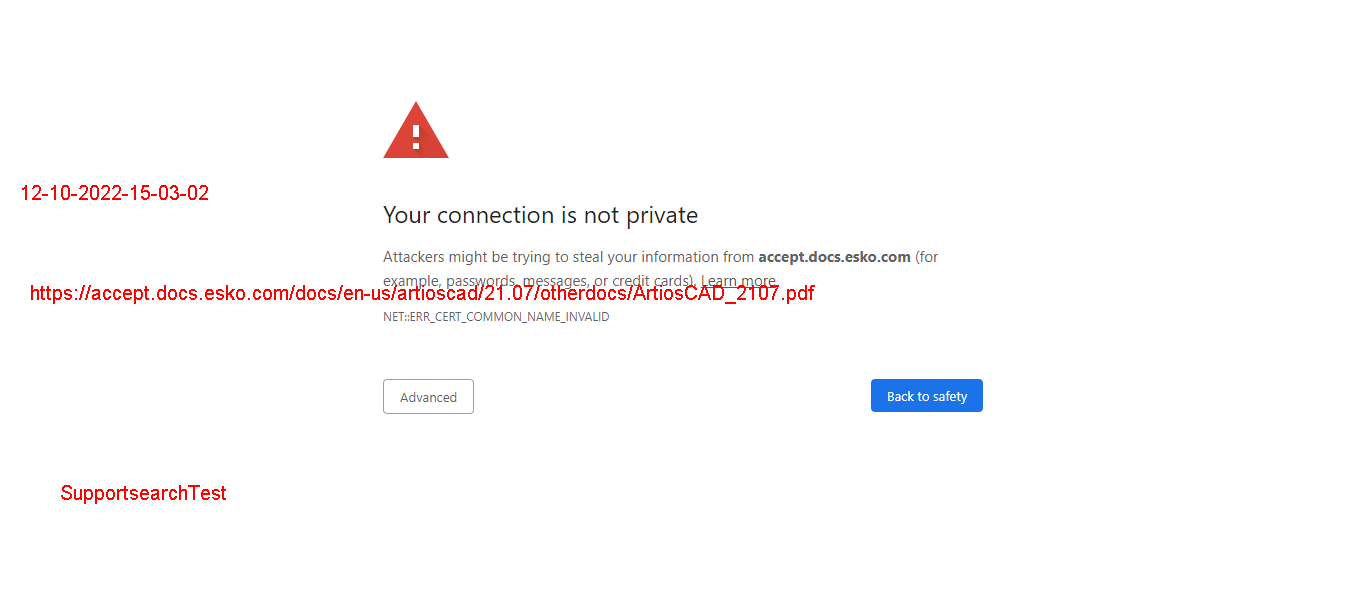 12-10-2022-15-03-02
Your connection is not private
Attackers might be trying to steal your information from accept.docs.esko.com (for
example, passwords, messages, or credit cards). Learn more
https://accept.docs.esko.com/docs/en-us/artioscad/21.07/otherdocs/ArtiosCAD_2107.pdf
NET::ERR_CERT_COMMON_NAME_INVALID
Advanced
Back to safety
SupportsearchTest